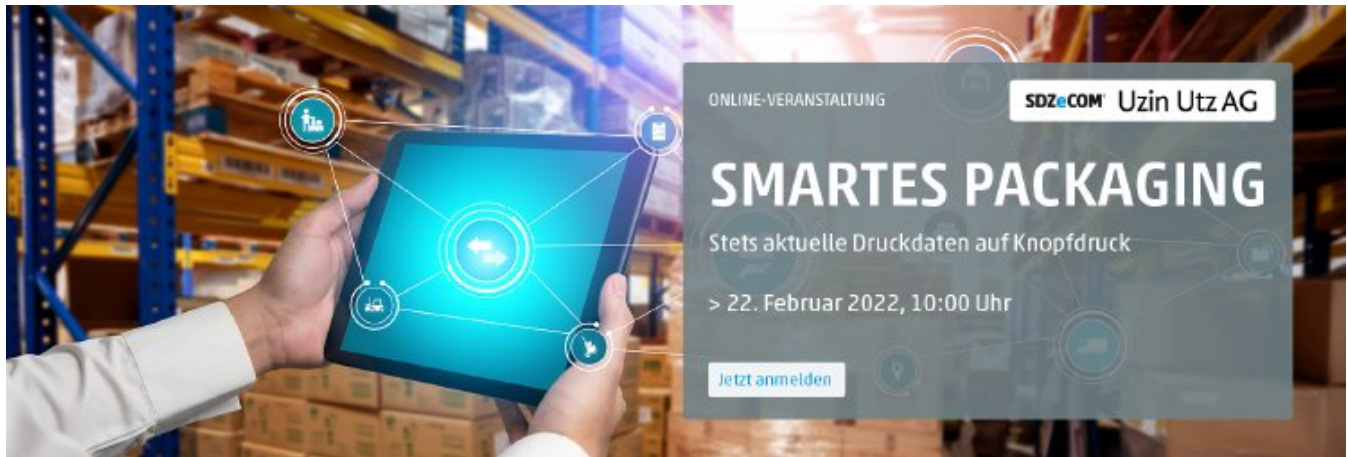 ONLINE-VERANSTALTUNG
SDZeCOM Uzin Utz AG
SMARTES PACKAGING
Stets aktuelle Druckdaten auf Knopfdruck
> 22. Februar 2022, 10:00 Uhr
Jetzt anmelden